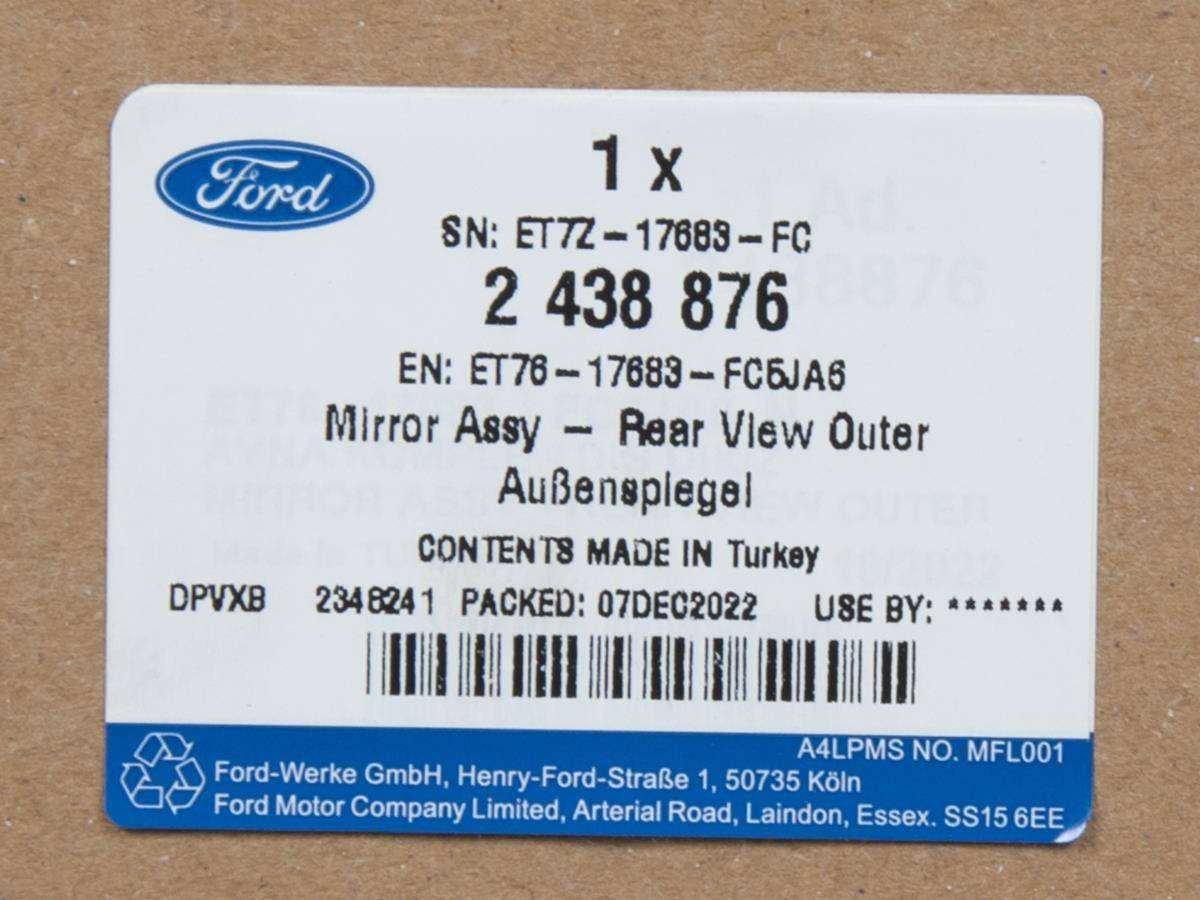 Ford
1 x
SN: ET7Z-17683-FC
2 438 876
EN: ET76-17683-FC5JA6
Mirror Assy - Rear View Outer
Außenspiegel
CONTENTS MADE IN Turkey
DPVXB 2348241 PACKED: 07DEC2022 USE BY: *******
A4LPMS NO. MFL001
Ford-Werke GmbH, Henry-Ford-Straße 1, 50735 Köln
Ford Motor Company Limited, Arterial Road, Laindon, Essex. SS15 6EE